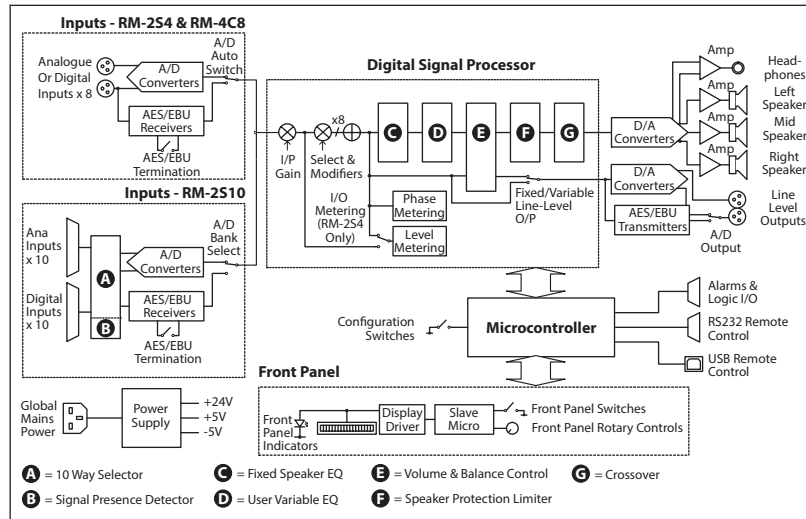 Inputs - RM-2S4 & RM-4C8
Analogue
Or Digital
Inputs x 8
A/D
Converters
A/D
Auto
Switch
AES/EBU
Receivers
AES/EBU
Termination
Inputs - RM-2S10
Ana
Inputs
x 10
Digital
Inputs
x 10
A
B
A/D
Converters
A/D
Bank
Select
AES/EBU
Receivers
AES/EBU
Termination
Digital Signal Processor
x8
I/P
Gain
Select &
Modifiers
C
D
E
F
G
I/O
Metering
(RM-2S4
Only)
Phase
Metering
Level
Metering
Fixed/Variable
Line-Level
O/P
D/A
Converters
D/A
Converters
AES/EBU
Transmitters
A/D
Output
Amp
Head-
phones
Amp
Left
Speaker
Amp
Mid
Speaker
Amp
Right
Speaker
Line
Level
Outputs
Configuration
Switches
Microcontroller
Alarms &
Logic I/O
RS232 Remote
Control
USB Remote
Control
Global
Mains
Power
Power
Supply
+24V
+5V
-5V
Front Panel
Front
Panel
Indicators
Display
Driver
Slave
Micro
Front Panel Switches
Front Panel Rotary Controls
A = 10 Way Selector
C = Fixed Speaker EQ
E = Volume & Balance Control
G = Crossover
B = Signal Presence Detector
D = User Variable EQ
F = Speaker Protection Limiter